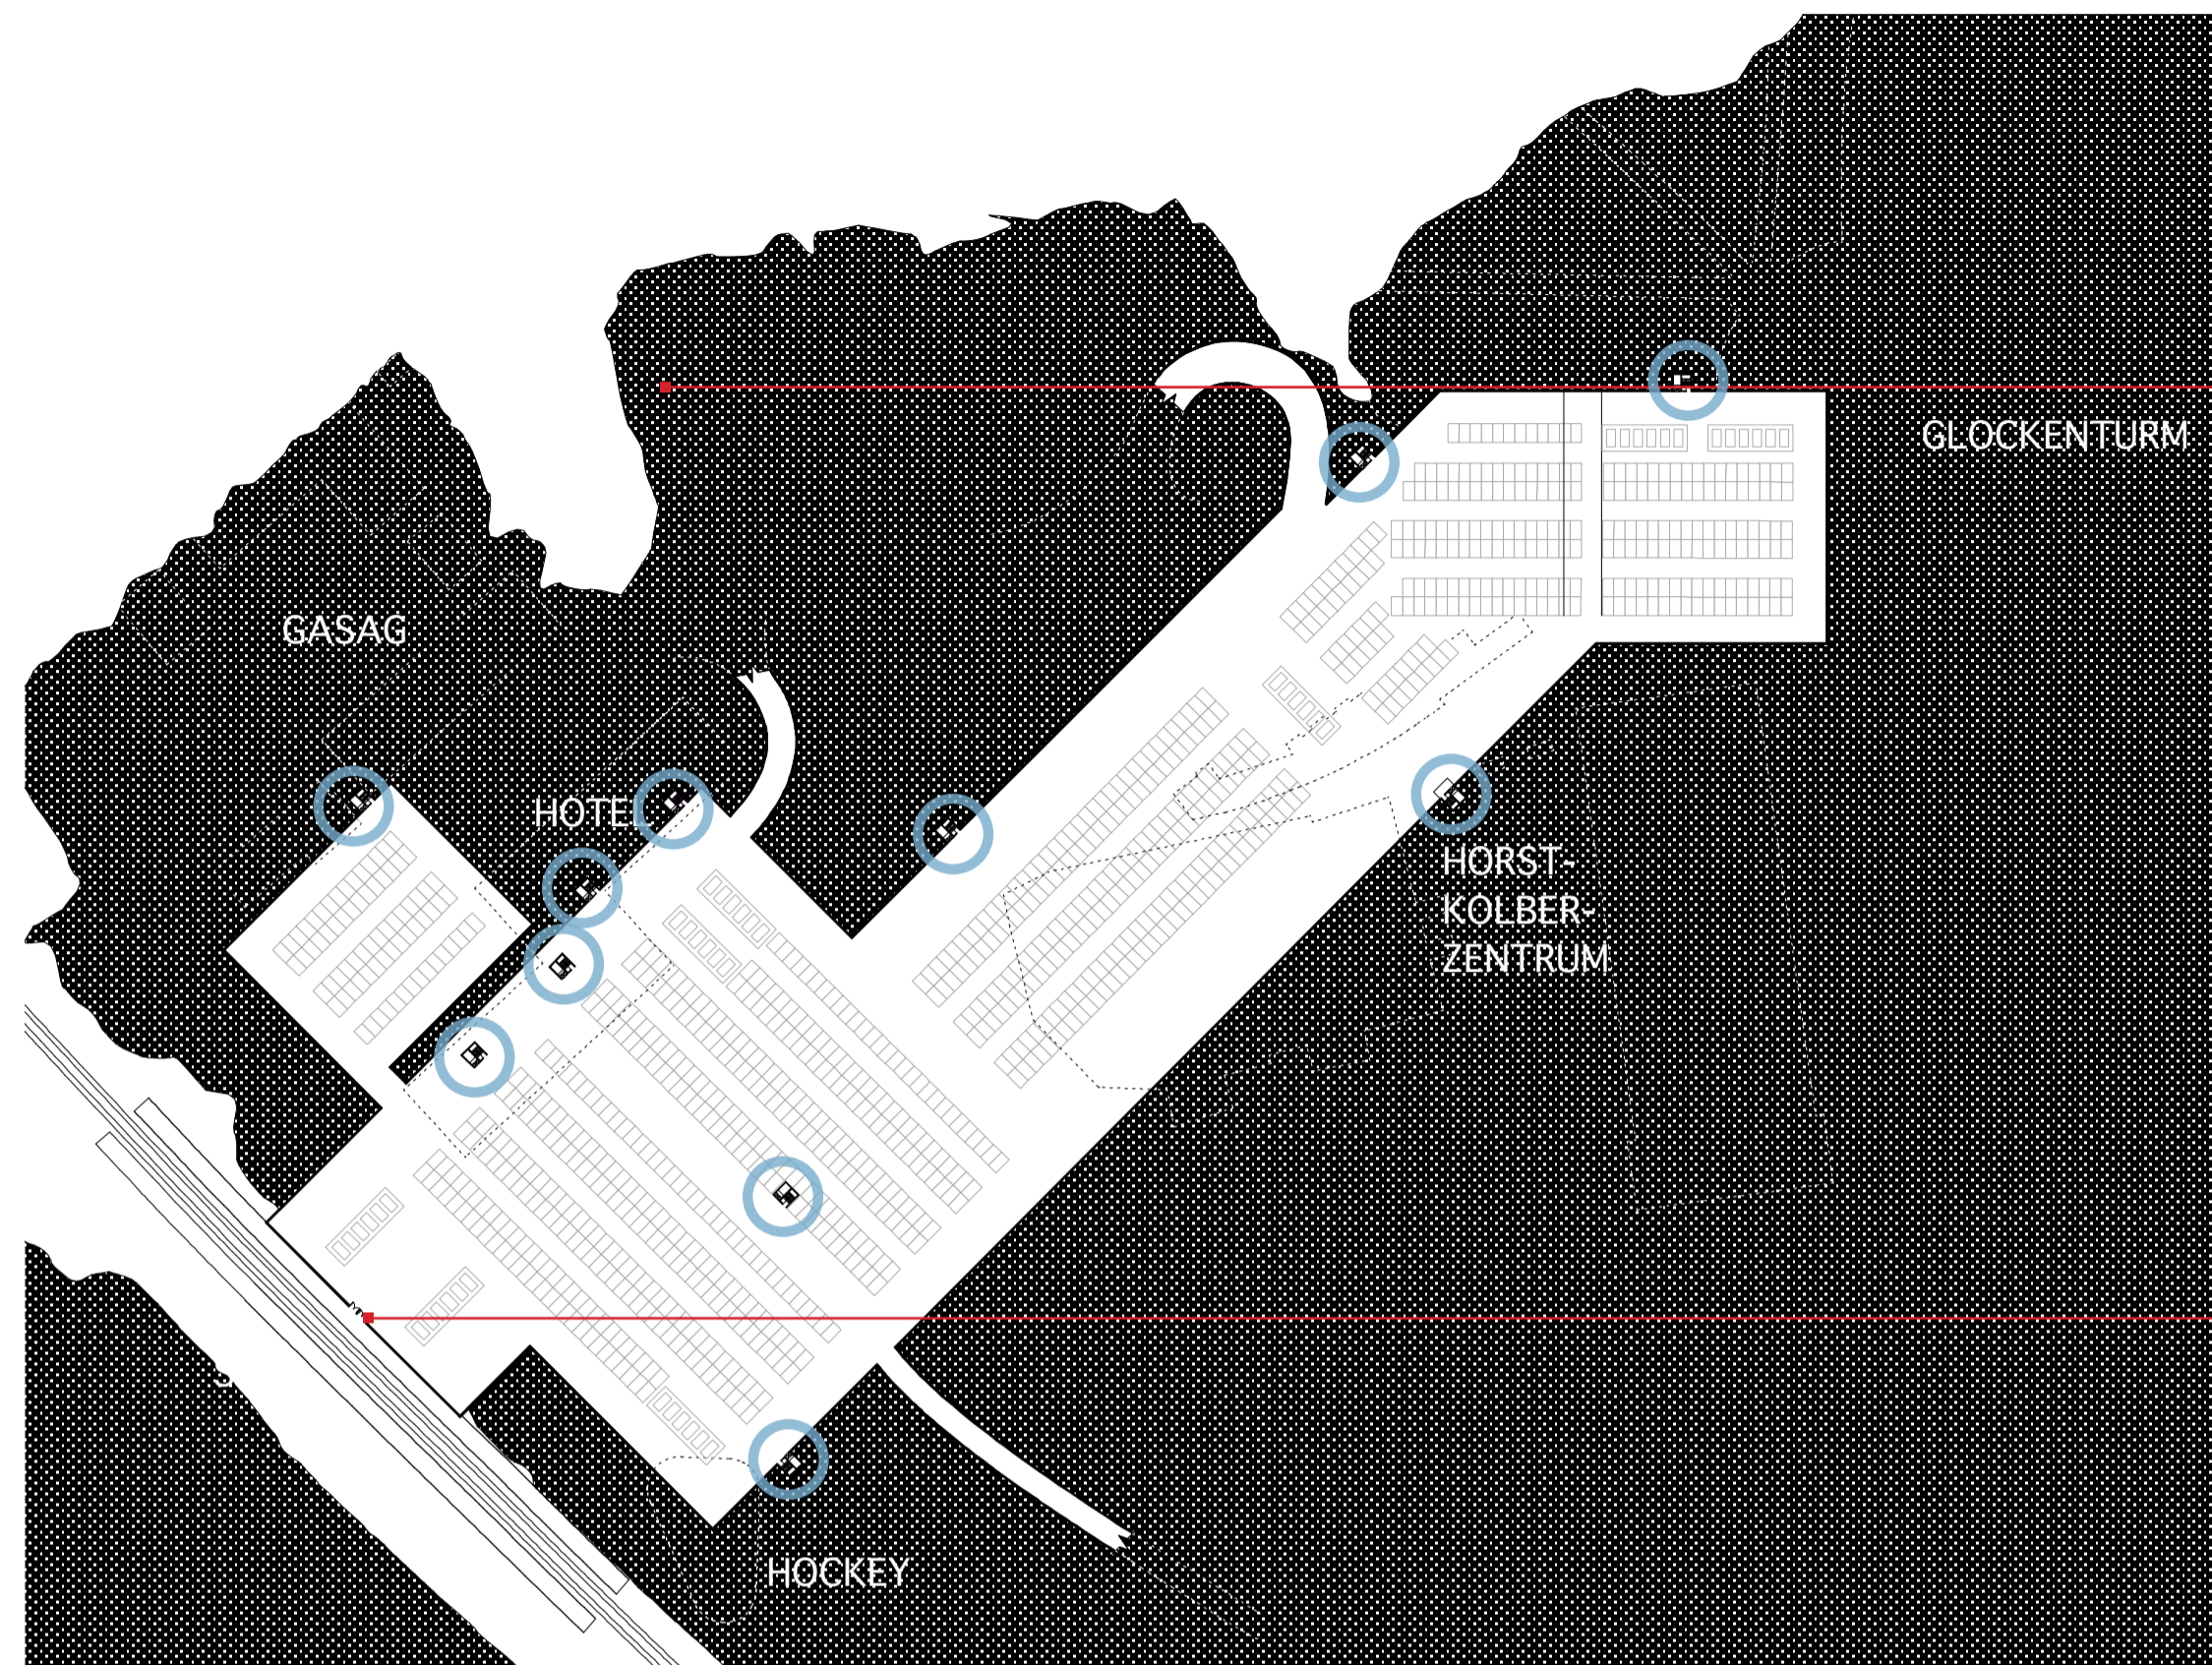 GLOCKENTURM
GASAG
HOTEL
HORST-
KOLBER-
ZENTRUM
HOCKEY